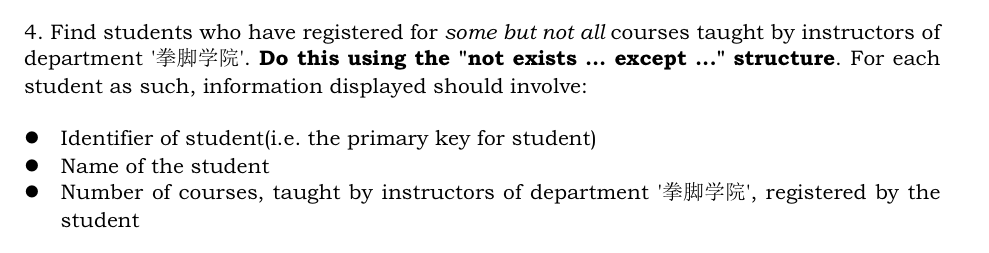 4. Find students who have registered for some but not all courses taught by instructors of
department '拳脚学院'. Do this using the "not exists ... except ..." structure. For each
student as such, information displayed should involve:
● Identifier of student(i.e. the primary key for student)
● Name of the student
● Number of courses, taught by instructors of department '拳脚学院', registered by the
student